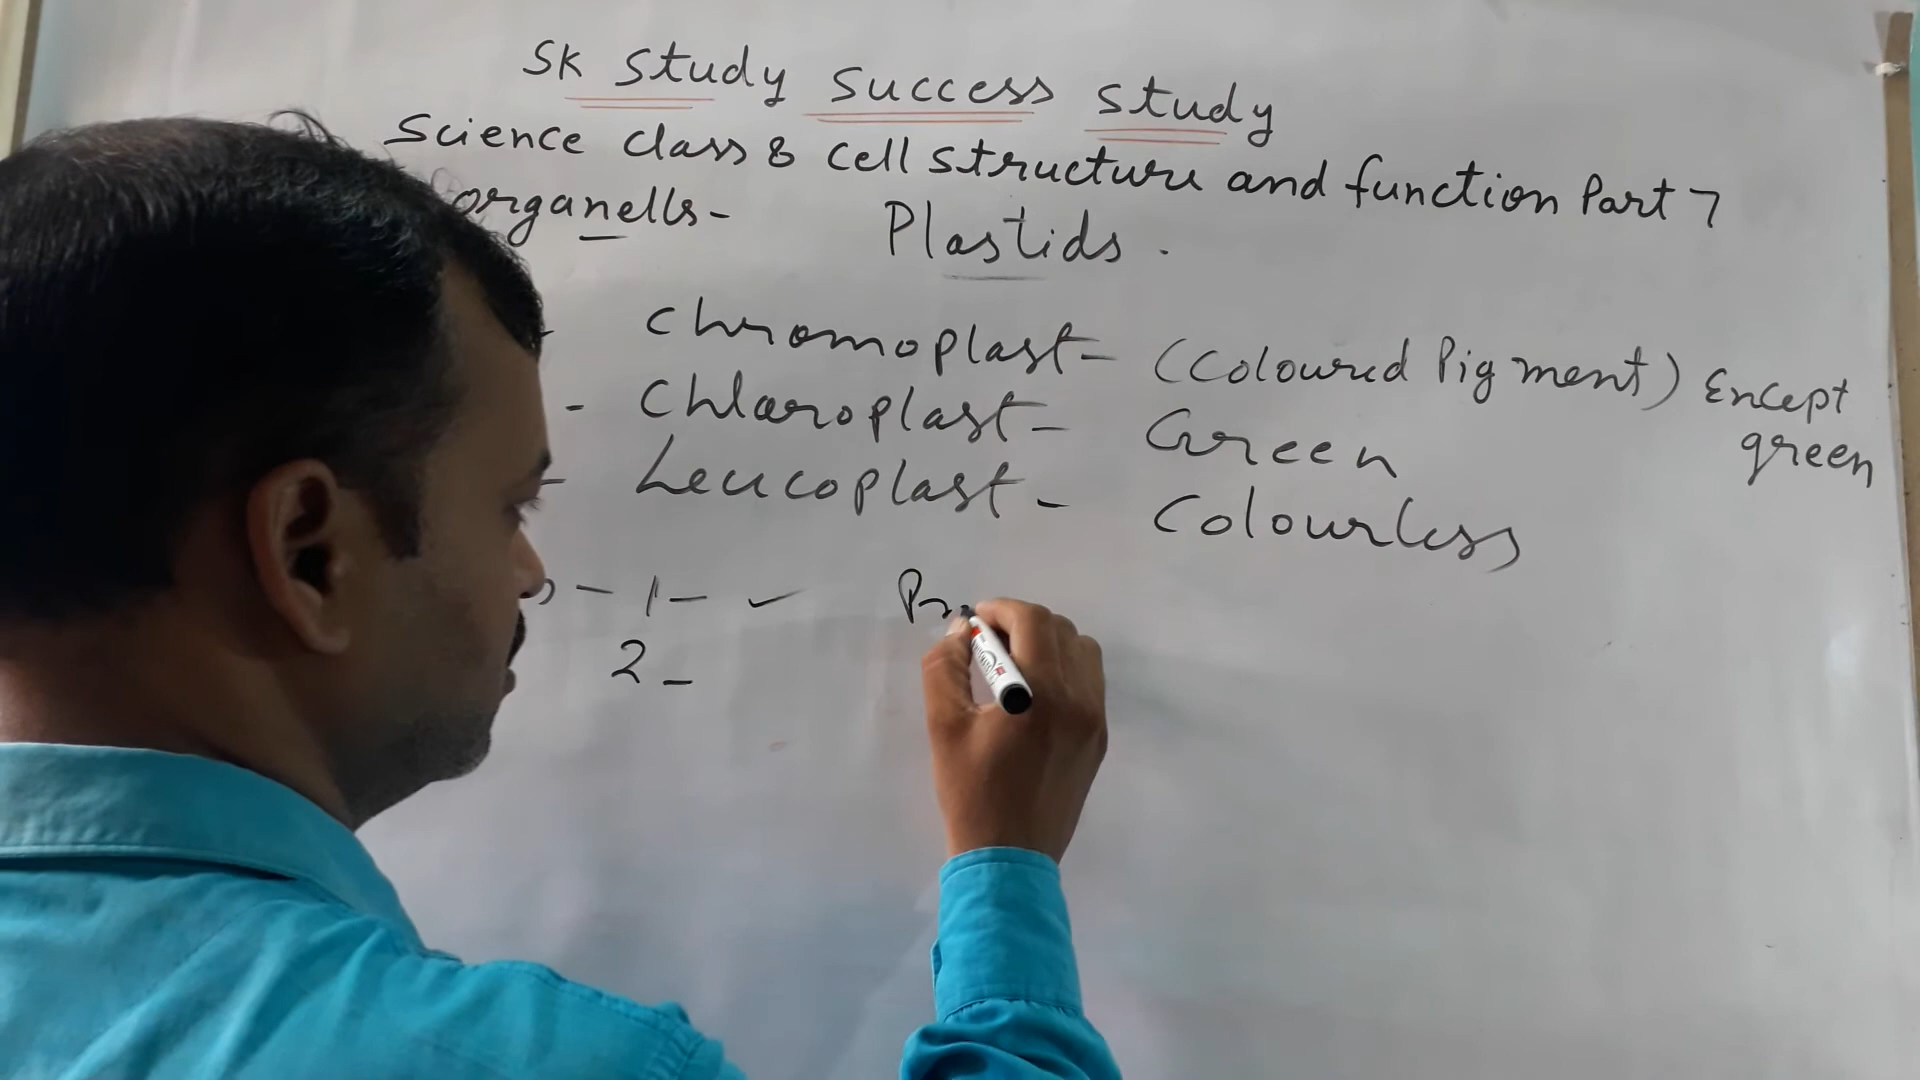 SK Study Success Study
Science class 8 cell structure and function Part 7
organells - Plastids .
- Chromoplast - (Coloured Pigment) Except green
- Chloroplast - Green
- Leucoplast - Colourless
- 1 - ✓
2 -